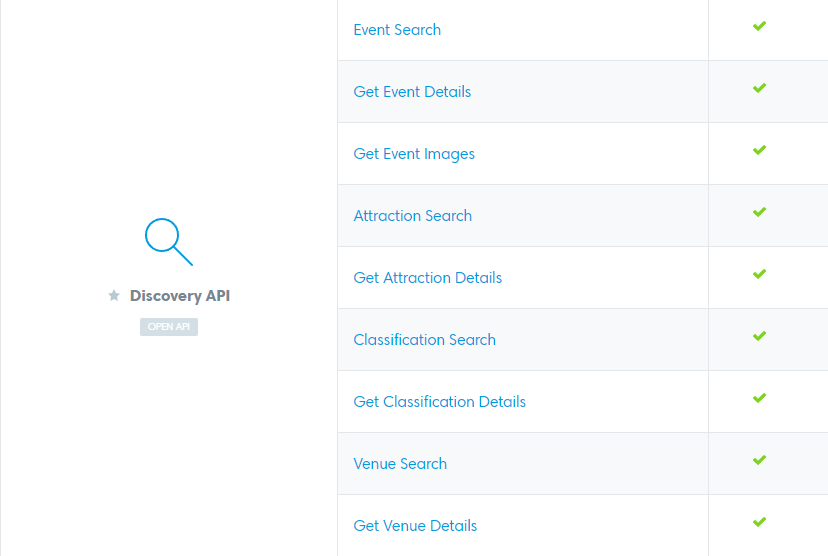 Event Search
Get Event Details
Get Event Images
Attraction Search
Discovery API
OPEN API
Get Attraction Details
Classification Search
Get Classification Details
Venue Search
Get Venue Details